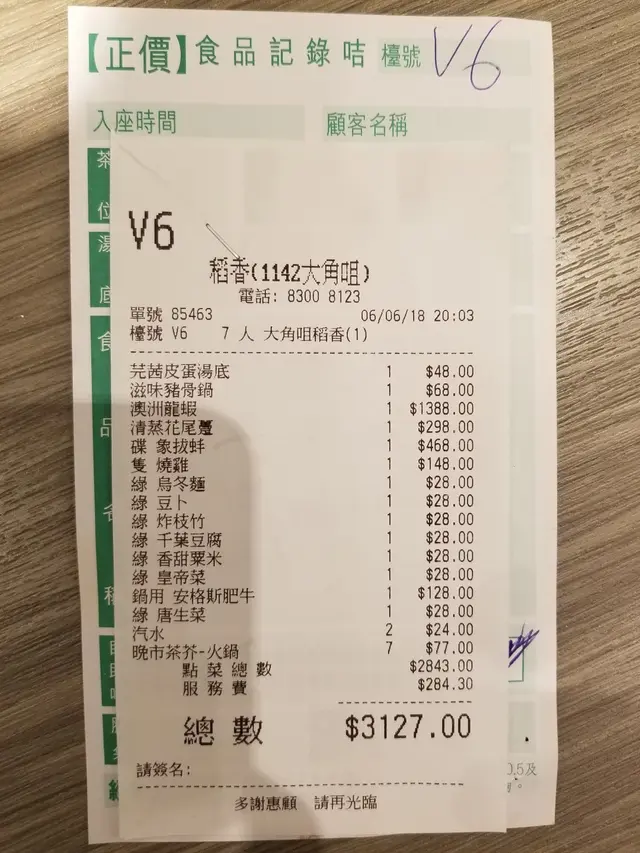 【正價】食品記錄咭 檯號 V6
入座時間 顧客名稱
茶
位
湯
底
食
品
V6
稻香(1142大角咀)
電話: 8300 8123
單號 85463 06/06/18 20:03
檯號 V6 7 人 大角咀稻香(1)
芫茜皮蛋湯底 1 $48.00
滋味豬骨鍋 1 $68.00
澳洲龍蝦 1 $1388.00
清蒸花尾躉 1 $298.00
碟 象拔蚌 1 $468.00
隻 燒雞 1 $148.00
綠 烏冬麵 1 $28.00
綠 豆卜 1 $28.00
綠 炸枝竹 1 $28.00
綠 千葉豆腐 1 $28.00
綠 香甜粟米 1 $28.00
綠 皇帝菜 1 $28.00
鍋用 安格斯肥牛 1 $128.00
綠 唐生菜 1 $28.00
汽水 2 $24.00
晚市茶芥-火鍋 7 $77.00
點菜總數 $2843.00
服務費 $284.30
總數 $3127.00
請簽名:
0.5及
多謝惠顧 請再光臨